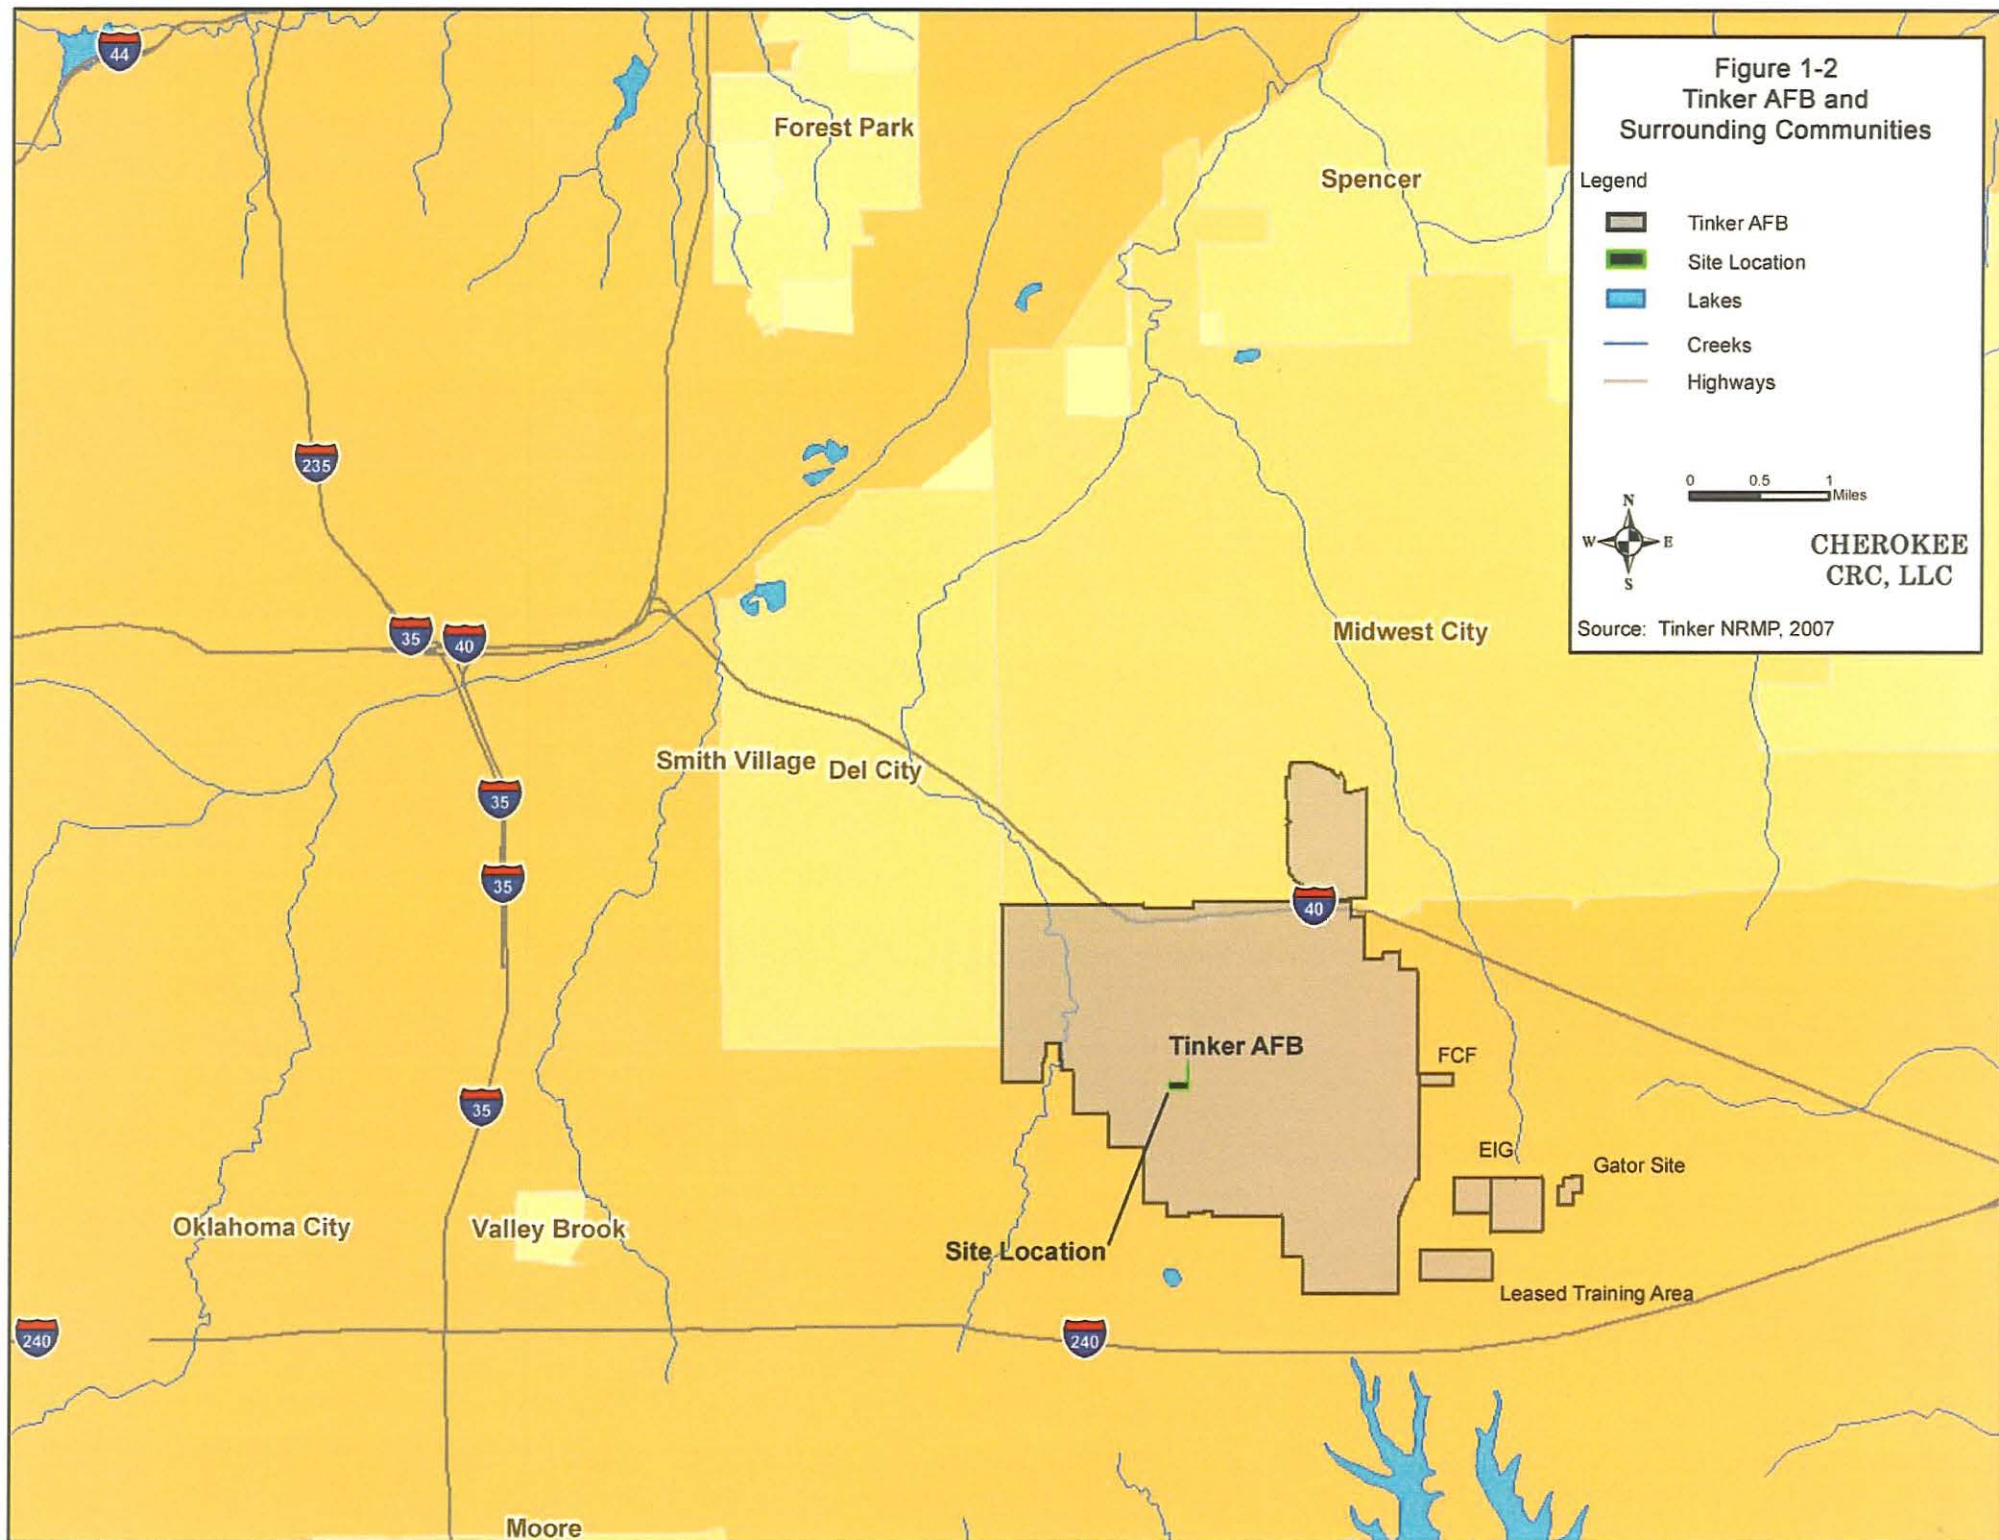 44
Forest Park
Spencer
235
35
40
Midwest City
Smith Village
Del City
35
35
40
Tinker AFB
FCF
35
EIG
Gator Site
Oklahoma City
Valley Brook
Site Location
Leased Training Area
240
240
Moore
Figure 1-2
Tinker AFB and
Surrounding Communities
Legend
Tinker AFB
Site Location
Lakes
Creeks
Highways
0 0.5 1
Miles
N
W E
S
CHEROKEE
CRC, LLC
Source: Tinker NRMP, 2007